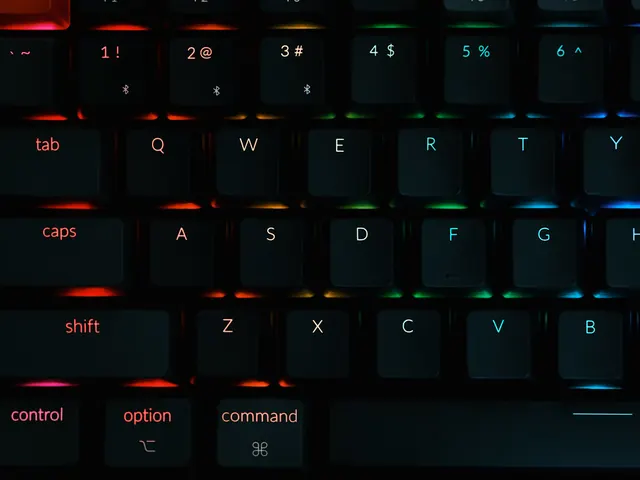 ` ~ 1 ! 2 @ 3 # 4 $ 5 % 6 ^
tab Q W E R T Y
caps A S D F G H
shift Z X C V B
control option command
⌥ ⌘